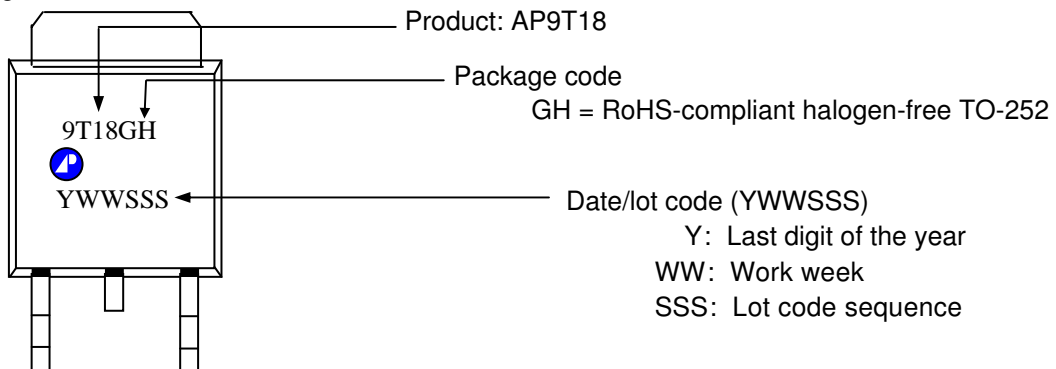 Product: AP9T18
Package code
GH = RoHS-compliant halogen-free TO-252
9T18GH
YWWSSS
Date/lot code (YWWSSS)
Y: Last digit of the year
WW: Work week
SSS: Lot code sequence